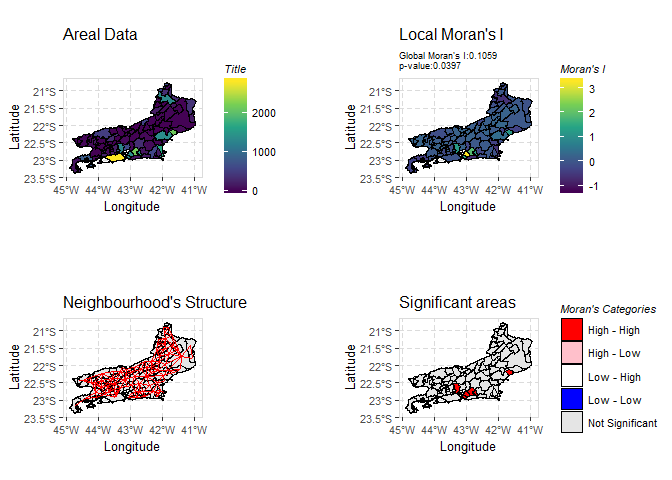 Areal Data
Title
2000
1000
0
21°S
21.5°S
22°S
22.5°S
23°S
23.5°S
Latitude
45°W 44°W 43°W 42°W 41°W
Longitude
Local Moran's I
Global Moran's I:0.1059
p-value:0.0397
Moran's I
3
2
1
0
-1
21°S
21.5°S
22°S
22.5°S
23°S
23.5°S
Latitude
45°W 44°W 43°W 42°W 41°W
Longitude
Neighbourhood's Structure
21°S
21.5°S
22°S
22.5°S
23°S
23.5°S
Latitude
45°W 44°W 43°W 42°W 41°W
Longitude
Significant areas
Moran's Categories
High - High
High - Low
Low - High
Low - Low
Not Significant
21°S
21.5°S
22°S
22.5°S
23°S
23.5°S
Latitude
45°W 44°W 43°W 42°W 41°W
Longitude